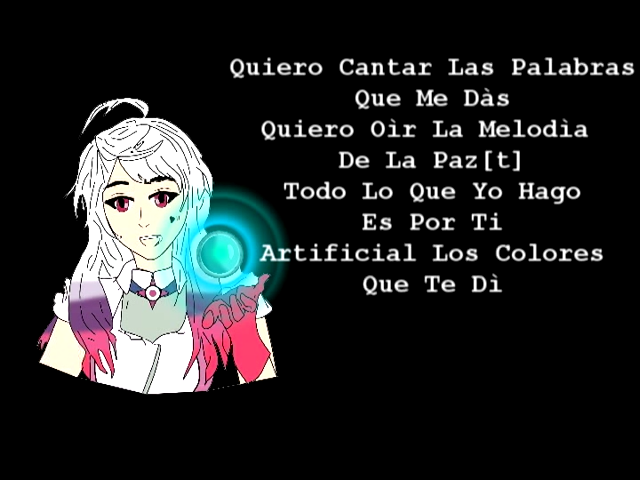 Quiero Cantar Las Palabras
Que Me Dàs
Quiero Oìr La Melodìa
De La Paz[t]
Todo Lo Que Yo Hago
Es Por Ti
Artificial Los Colores
Que Te Dì